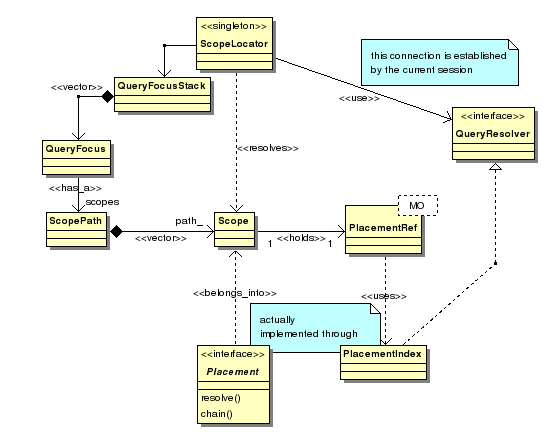 <<singleton>>
ScopeLocator
this connection is established
by the current session
<<vector>>
QueryFocusStack
<<use>>
<<interface>>
QueryResolver
QueryFocus
<<resolves>>
<<has_a>>
scopes
ScopePath
path_
<<vector>>
Scope
1
<<holds>>
1
MO
PlacementRef
<<belongs_into>>
<<uses>>
actually
implemented through
<<interface>>
Placement
resolve()
chain()
PlacementIndex